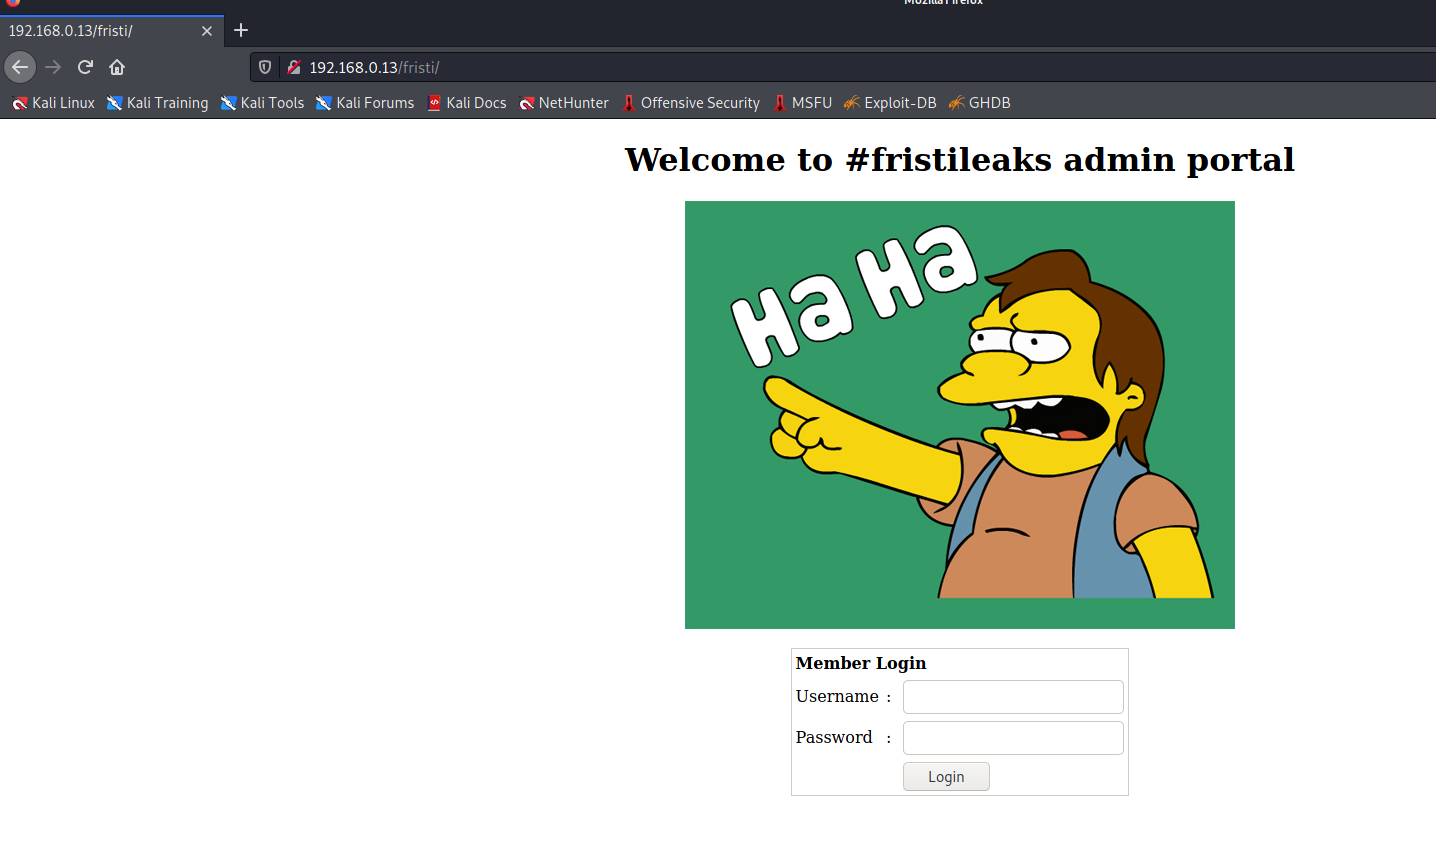 Mozilla Firefox
192.168.0.13/fristi/
192.168.0.13/fristi/
Kali Linux Kali Training Kali Tools Kali Forums Kali Docs NetHunter Offensive Security MSFU Exploit-DB GHDB
Welcome to #fristileaks admin portal
Ha Ha
Member Login
Username :
Password :
Login